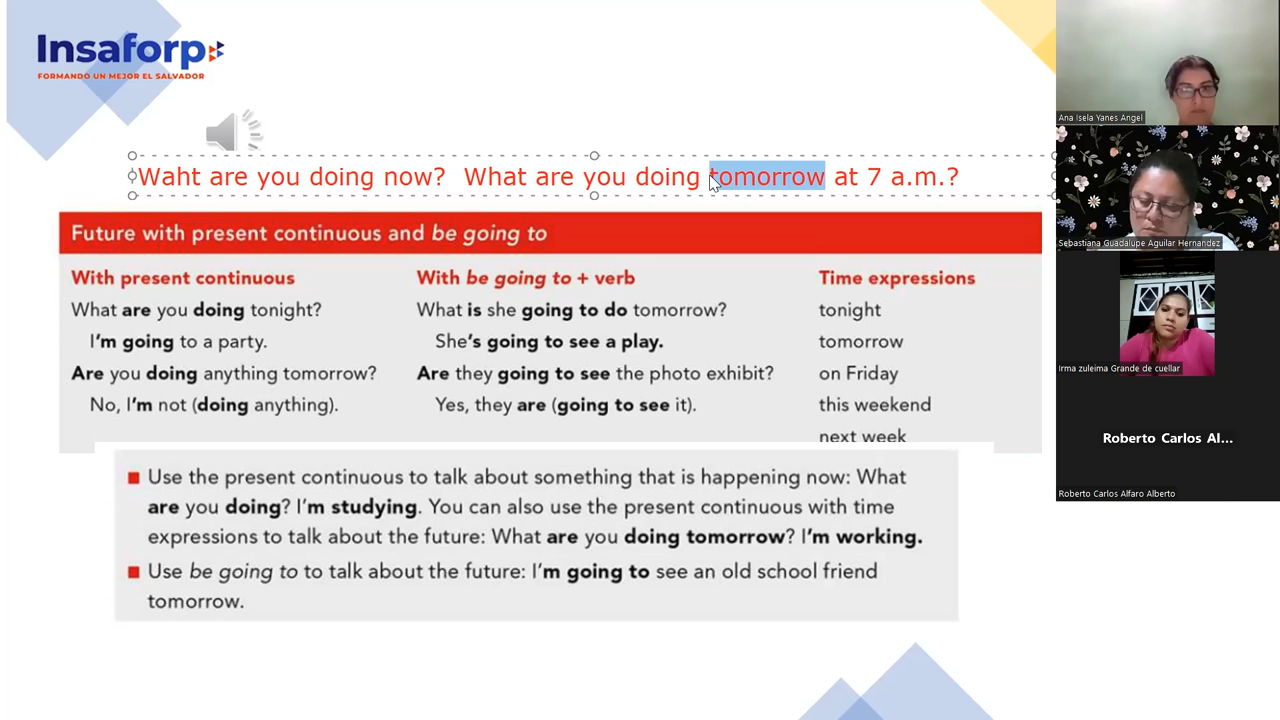 Insaforp
FORMANDO UN MEJOR EL SALVADOR
Waht are you doing now? What are you doing tomorrow at 7 a.m.?
Future with present continuous and be going to
With present continuous
What are you doing tonight?
I'm going to a party.
Are you doing anything tomorrow?
No, I'm not (doing anything).
With be going to + verb
What is she going to do tomorrow?
She's going to see a play.
Are they going to see the photo exhibit?
Yes, they are (going to see it).
Time expressions
tonight
tomorrow
on Friday
this weekend
next week
Use the present continuous to talk about something that is happening now: What
are you doing? I'm studying. You can also use the present continuous with time
expressions to talk about the future: What are you doing tomorrow? I'm working.
Use be going to to talk about the future: I'm going to see an old school friend
tomorrow.
Ana Isela Yanes Angel
Sebastiana Guadalupe Aguilar Hernandez
Irma zuleima Grande de cuellar
Roberto Carlos Al...
Roberto Carlos Alfaro Alberto